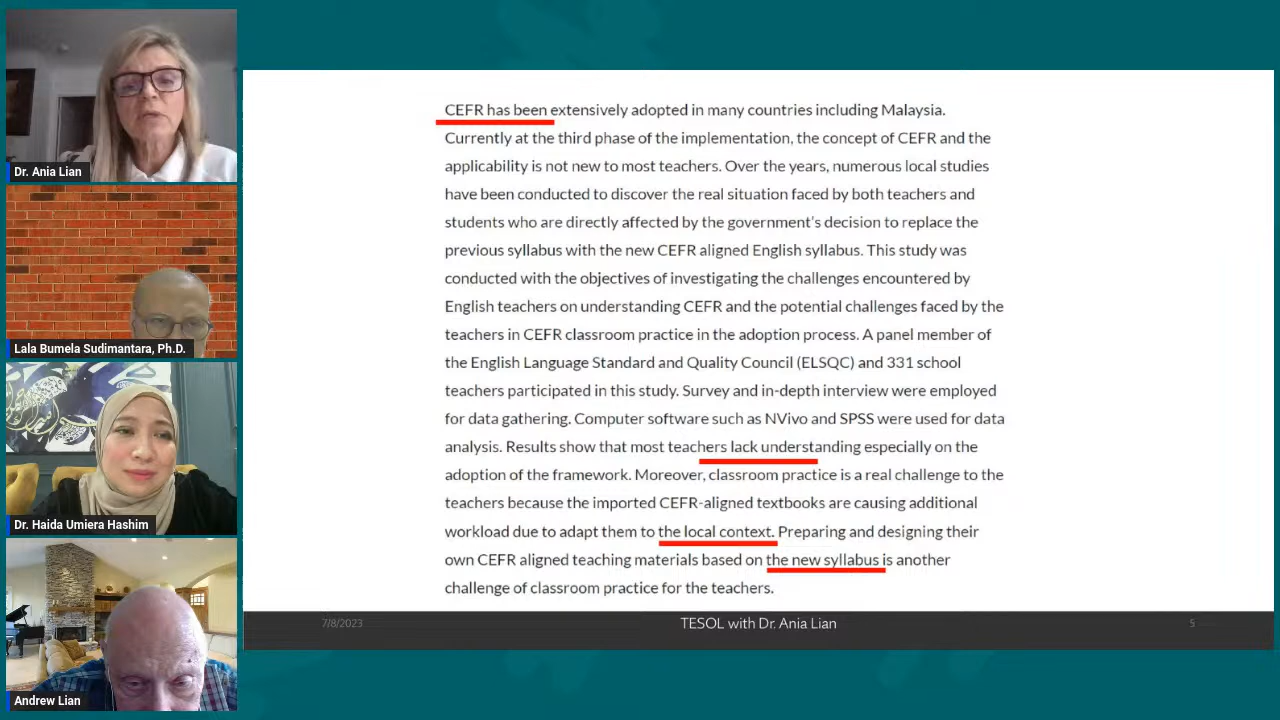 Dr. Ania Lian
Lala Bumela Sudimantara, Ph.D.
Dr. Haida Umiera Hashim
Andrew Lian
CEFR has been extensively adopted in many countries including Malaysia.
Currently at the third phase of the implementation, the concept of CEFR and the
applicability is not new to most teachers. Over the years, numerous local studies
have been conducted to discover the real situation faced by both teachers and
students who are directly affected by the government's decision to replace the
previous syllabus with the new CEFR aligned English syllabus. This study was
conducted with the objectives of investigating the challenges encountered by
English teachers on understanding CEFR and the potential challenges faced by the
teachers in CEFR classroom practice in the adoption process. A panel member of
the English Language Standard and Quality Council (ELSQC) and 331 school
teachers participated in this study. Survey and in-depth interview were employed
for data gathering. Computer software such as NVivo and SPSS were used for data
analysis. Results show that most teachers lack understanding especially on the
adoption of the framework. Moreover, classroom practice is a real challenge to the
teachers because the imported CEFR-aligned textbooks are causing additional
workload due to adapt them to the local context. Preparing and designing their
own CEFR aligned teaching materials based on the new syllabus is another
challenge of classroom practice for the teachers.
7/8/2023
TESOL with Dr. Ania Lian
5